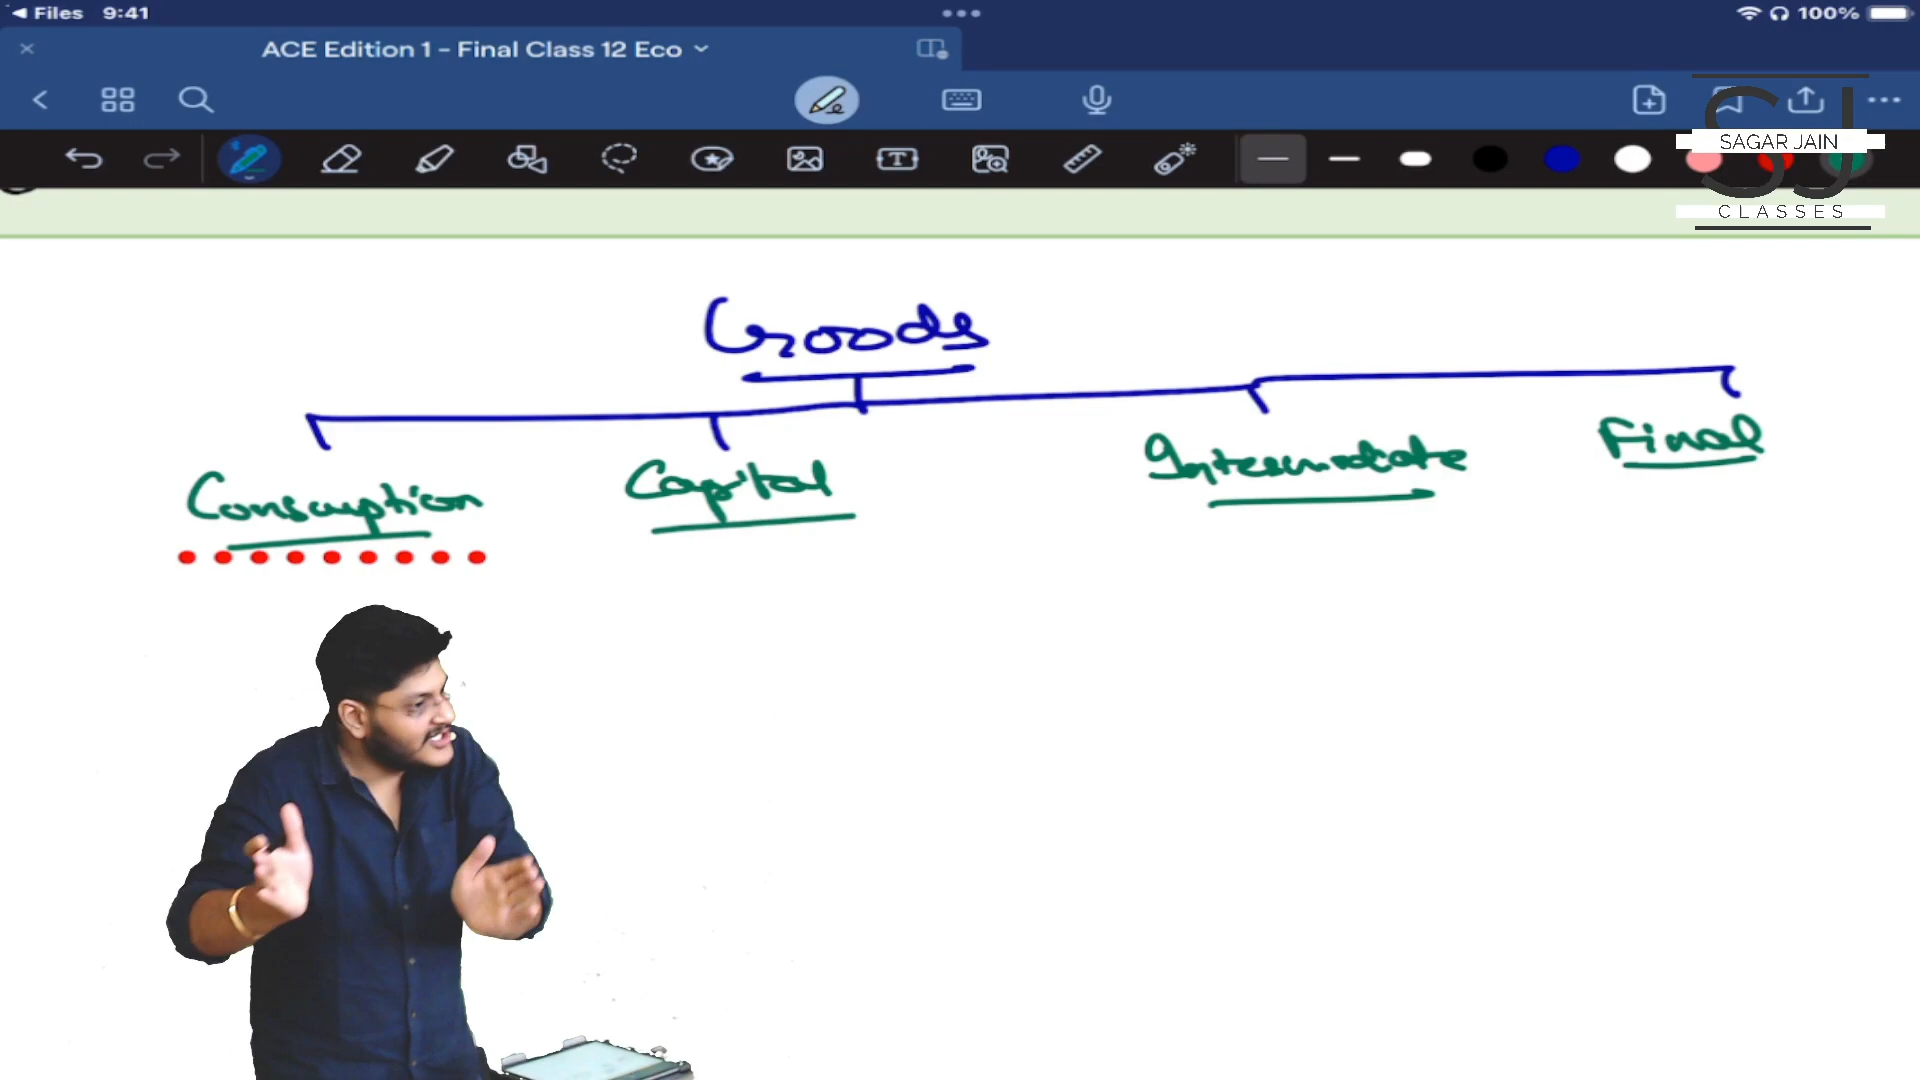 Files 9:41
100%
ACE Edition 1 - Final Class 12 Eco
SAGAR JAIN
CLASSES
Goods
Consumption Capital Intermediate Final